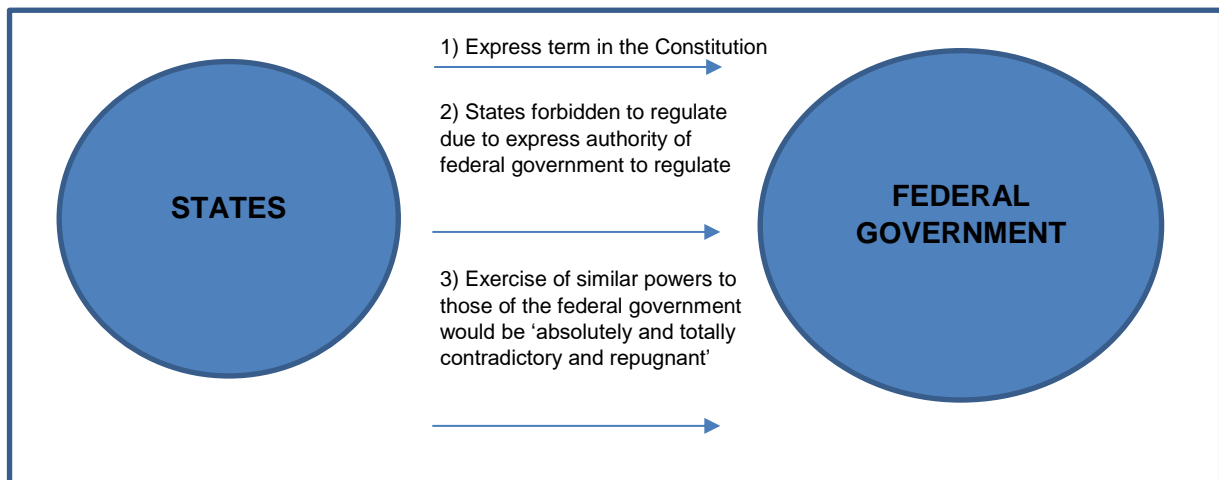 1) Express term in the Constitution
2) States forbidden to regulate
due to express authority of
federal government to regulate
STATES
FEDERAL
GOVERNMENT
3) Exercise of similar powers to
those of the federal government
would be ‘absolutely and totally
contradictory and repugnant’